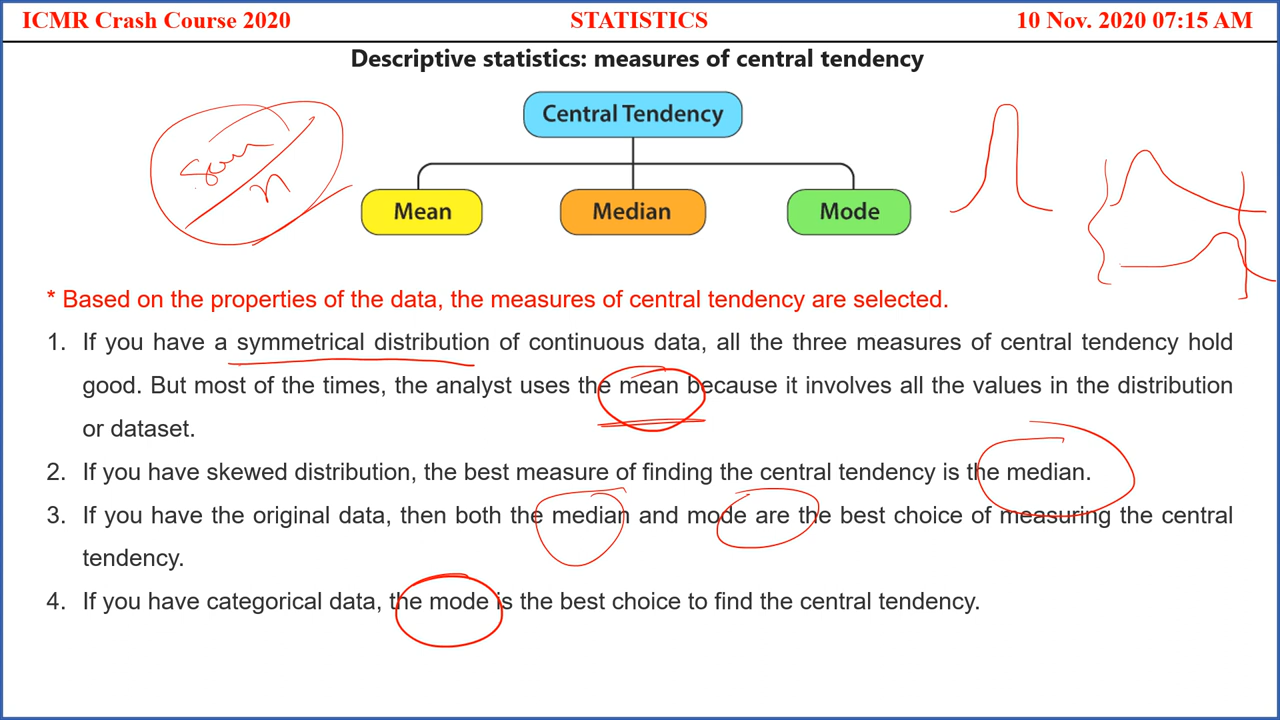 ICMR Crash Course 2020 STATISTICS 10 Nov. 2020 07:15 AM
Descriptive statistics: measures of central tendency
Central Tendency
Sum
n
Mean Median Mode
* Based on the properties of the data, the measures of central tendency are selected.
1. If you have a symmetrical distribution of continuous data, all the three measures of central tendency hold
good. But most of the times, the analyst uses the mean because it involves all the values in the distribution
or dataset.
2. If you have skewed distribution, the best measure of finding the central tendency is the median.
3. If you have the original data, then both the median and mode are the best choice of measuring the central
tendency.
4. If you have categorical data, the mode is the best choice to find the central tendency.